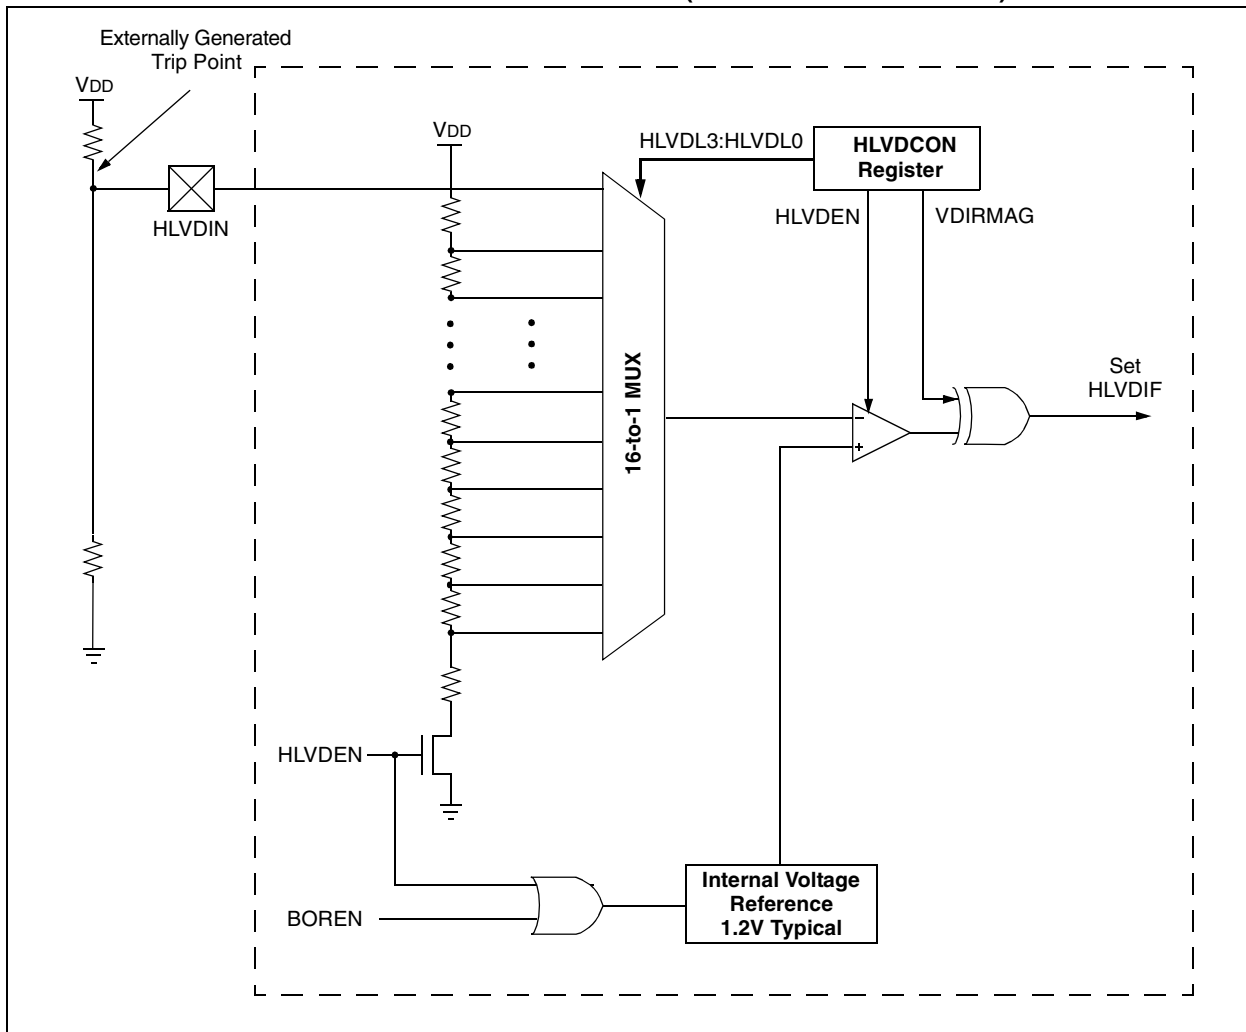 Externally Generated
Trip Point
VDD
VDD
HLVDL3:HLVDL0
HLVDCON
Register
HLVDIN
HLVDEN
VDIRMAG
16-to-1 MUX
Set
HLVDIF
–
+
HLVDEN
BOREN
Internal Voltage
Reference
1.2V Typical